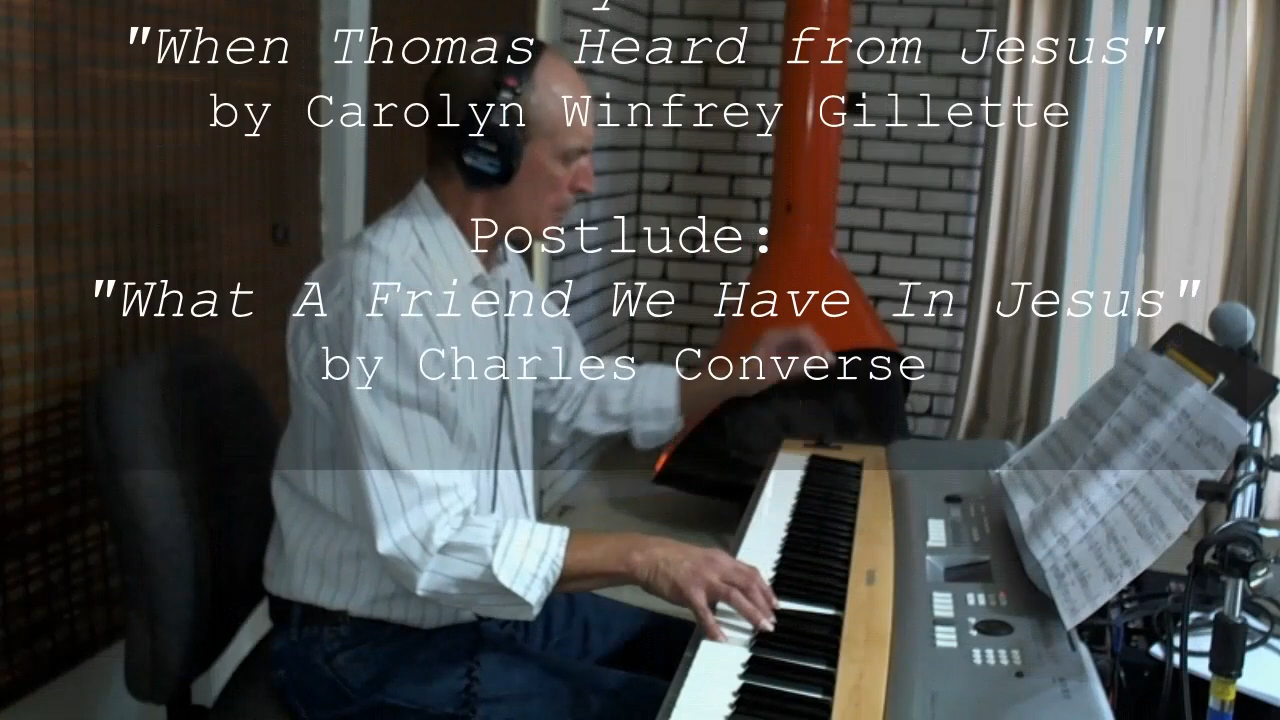 "When Thomas Heard from Jesus"
by Carolyn Winfrey Gillette
Postlude:
"What A Friend We Have In Jesus"
by Charles Converse